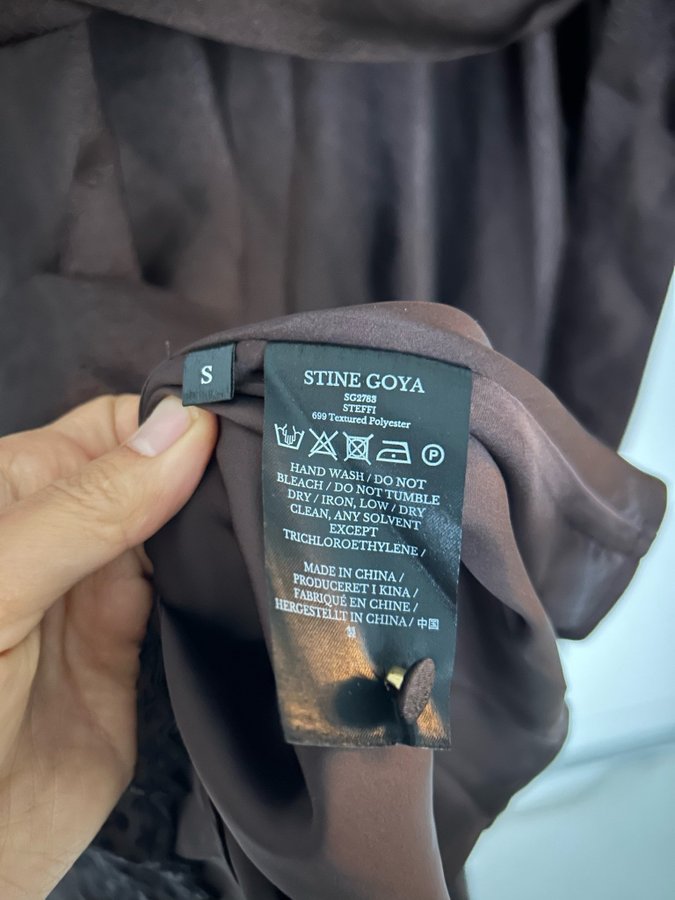 S
STINE GOYA
SG2783
STEFFI
699 Textured Polyester
P
HAND WASH / DO NOT
BLEACH / DO NOT TUMBLE
DRY / IRON, LOW / DRY
CLEAN, ANY SOLVENT
EXCEPT
TRICHLOROETHYLENE /
MADE IN CHINA /
PRODUCERET I KINA /
FABRIQUÉ EN CHINE /
HERGESTELLT IN CHINA / 中国